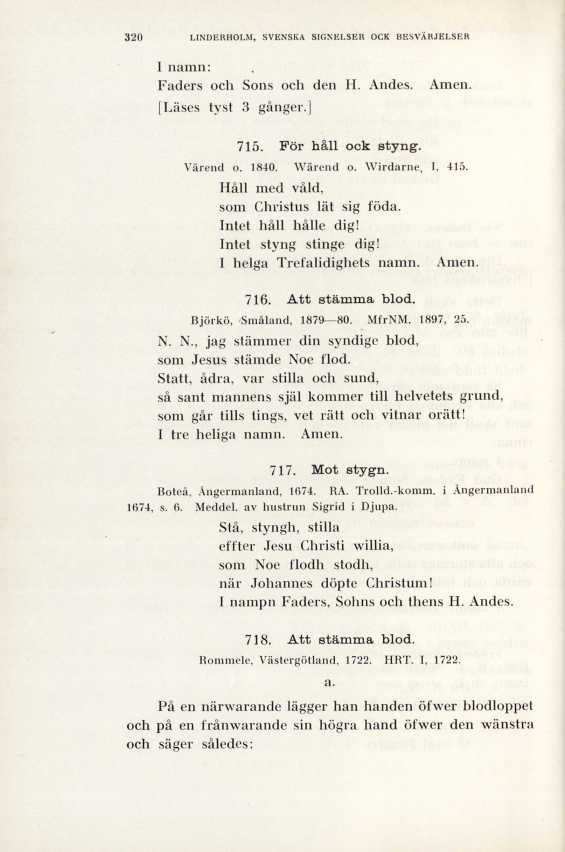 320 LINDERHOLM, SVENSKA SIGNELSER OCK BESVÄRJELSER
I namn:
Faders och Sons och den H. Andes. Amen.
[Läses tyst 3 gånger.]
715. För håll ock styng.
Värend o. 1840. Wärend o. Wirdarne, I, 415.
Håll med våld,
som Christus lät sig föda.
Intet håll hålle dig!
Intet styng stinge dig!
I helga Trefalidighets namn. Amen.
716. Att stämma blod.
Björkö, Småland, 1879—80. MfrNM. 1897, 25.
N. N., jag stämmer din syndige blod,
som Jesus stämde Noe flod.
Statt, ådra, var stilla och sund,
så sant mannens själ kommer till helvetets grund,
som går tills tings, vet rätt och vitnar orätt!
I tre heliga namn. Amen.
717. Mot stygn.
Boteå, Ångermanland, 1674. RA. Trolld.-komm. i Ångermanland
1674, s. 6. Meddel. av hustrun Sigrid i Djupa.
Stå, styngh, stilla
effter Jesu Christi willia,
som Noe flodh stodh,
när Johannes döpte Christum!
I nampn Faders, Sohns och thens H. Andes.
718. Att stämma blod.
Rommele, Västergötland, 1722. HRT. I, 1722.
a.
På en närwarande lägger han handen öfwer blodloppet
och på en frånwarande sin högra hand öfwer den wänstra
och säger således: